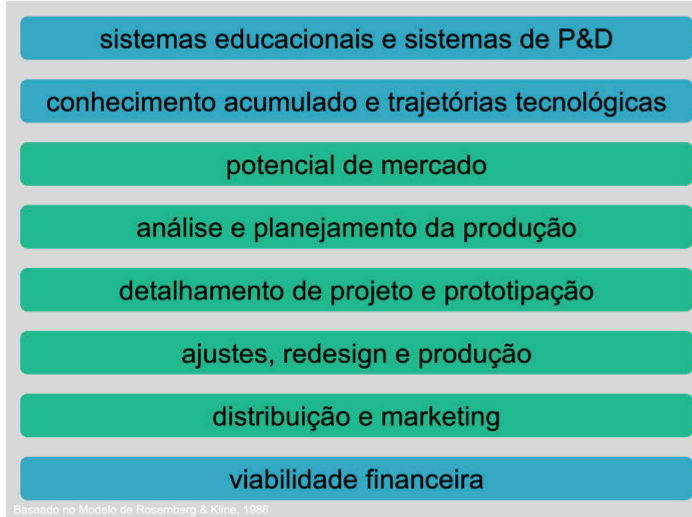 sistemas educacionais e sistemas de P&D
conhecimento acumulado e trajetórias tecnológicas
potencial de mercado
análise e planejamento da produção
detalhamento de projeto e prototipação
ajustes, redesign e produção
distribuição e marketing
viabilidade financeira
Baseado no Modelo de Rosemberg & Kline, 1986